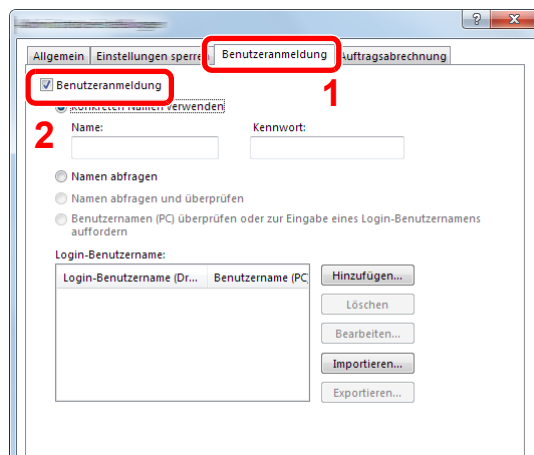 Allgemein Einstellungen sperren Benutzeranmeldung Auftragsabrechnung
1
Benutzeranmeldung
Konkreten Namen verwenden
2
Name: Kennwort:
Namen abfragen
Namen abfragen und überprüfen
Benutzernamen (PC) überprüfen oder zur Eingabe eines Login-Benutzernamens
auffordern
Login-Benutzername:
Login-Benutzername (Dr... Benutzername (PC
Hinzufügen...
Löschen
Bearbeiten...
Importieren...
Exportieren...